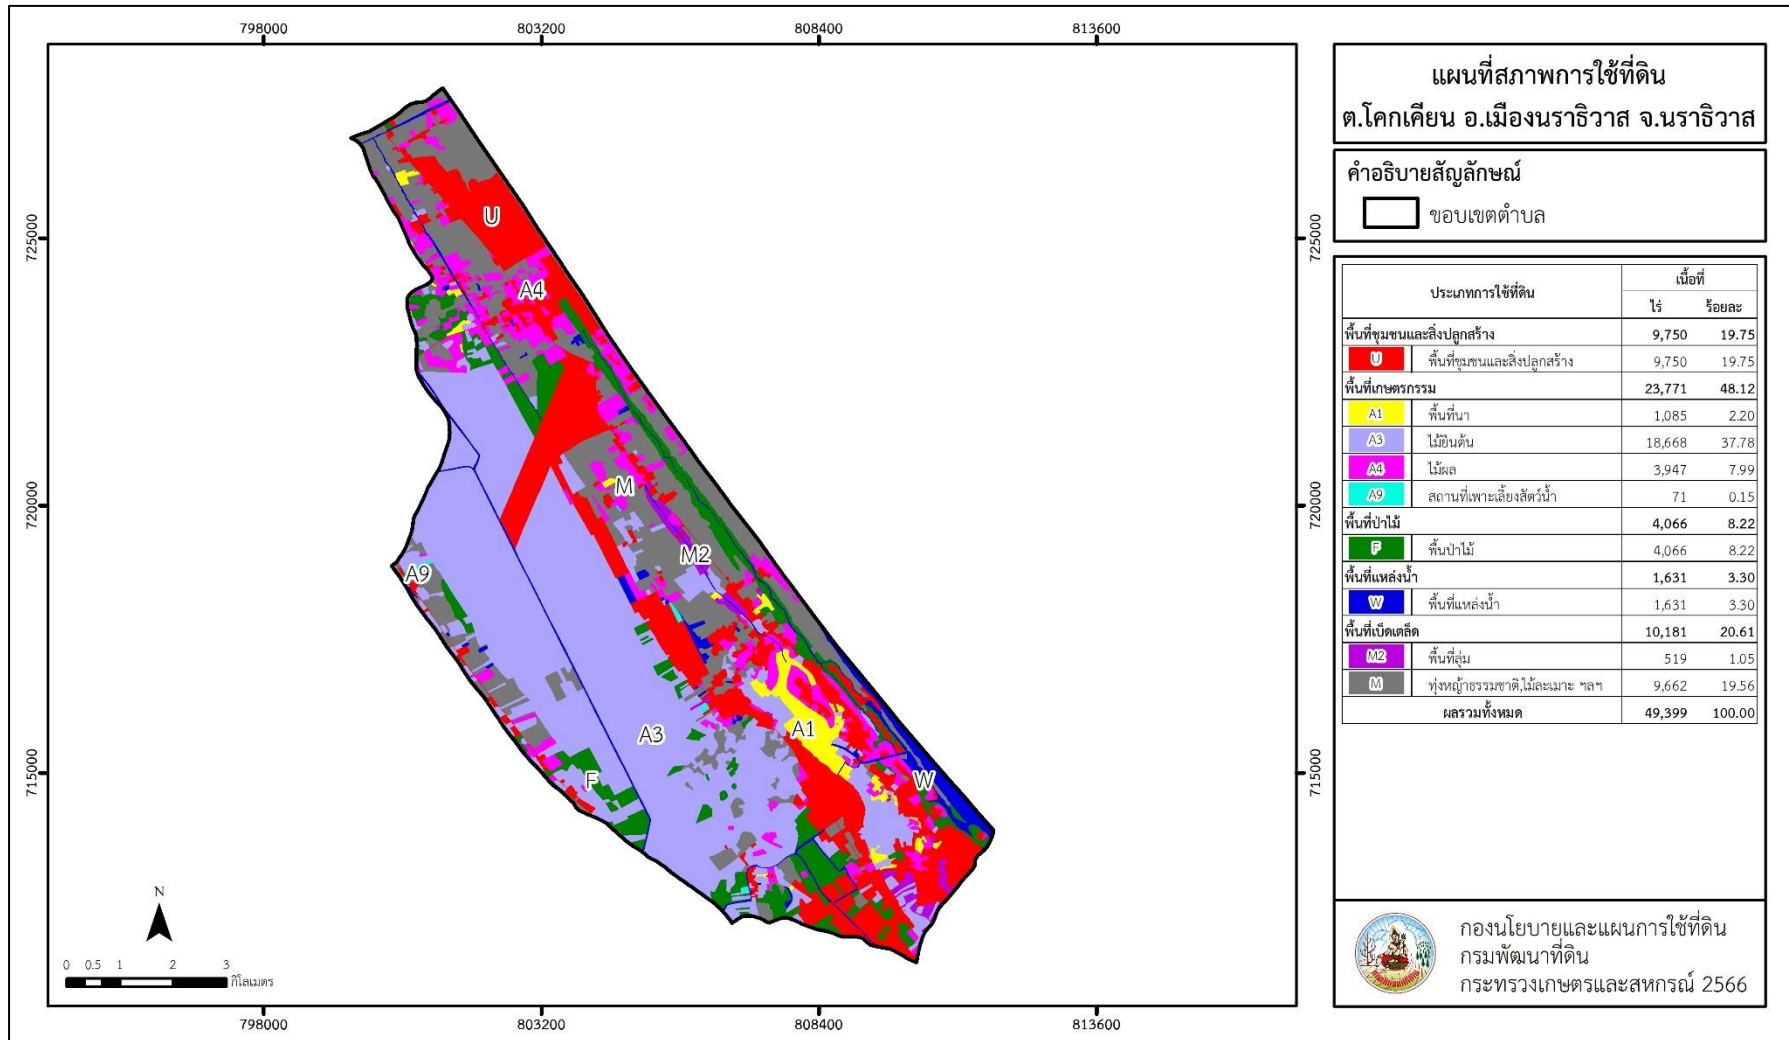 798000 803200 808400 813600
แผนที่สภาพการใช้ที่ดิน
ต.โคกเคียน อ.เมืองนราธิวาส จ.นราธิวาส
คำอธิบายสัญลักษณ์
ขอบเขตตำบล
725000 725000
720000 720000
715000 715000
U
A4
M
M2
A9
A3
A1
F
W
ประเภทการใช้ที่ดิน เนื้อที่
ไร่ ร้อยละ
พื้นที่ชุมชนและสิ่งปลูกสร้าง 9,750 19.75
U พื้นที่ชุมชนและสิ่งปลูกสร้าง 9,750 19.75
พื้นที่เกษตรกรรม 23,771 48.12
A1 พื้นที่นา 1,085 2.20
A3 ไม้ยืนต้น 18,668 37.78
A4 ไม้ผล 3,947 7.99
A9 สถานที่เพาะเลี้ยงสัตว์น้ำ 71 0.15
พื้นที่ป่าไม้ 4,066 8.22
F พื้นป่าไม้ 4,066 8.22
พื้นที่แหล่งน้ำ 1,631 3.30
W พื้นที่แหล่งน้ำ 1,631 3.30
พื้นที่เบ็ดเตล็ด 10,181 20.61
M2 พื้นที่ลุ่ม 519 1.05
M ทุ่งหญ้าธรรมชาติ,ไม้ละเมาะ ฯลฯ 9,662 19.56
ผลรวมทั้งหมด 49,399 100.00
N
0 0.5 1 2 3
กิโลเมตร
798000 803200 808400 813600
กองนโยบายและแผนการใช้ที่ดิน
กรมพัฒนาที่ดิน
กระทรวงเกษตรและสหกรณ์ 2566